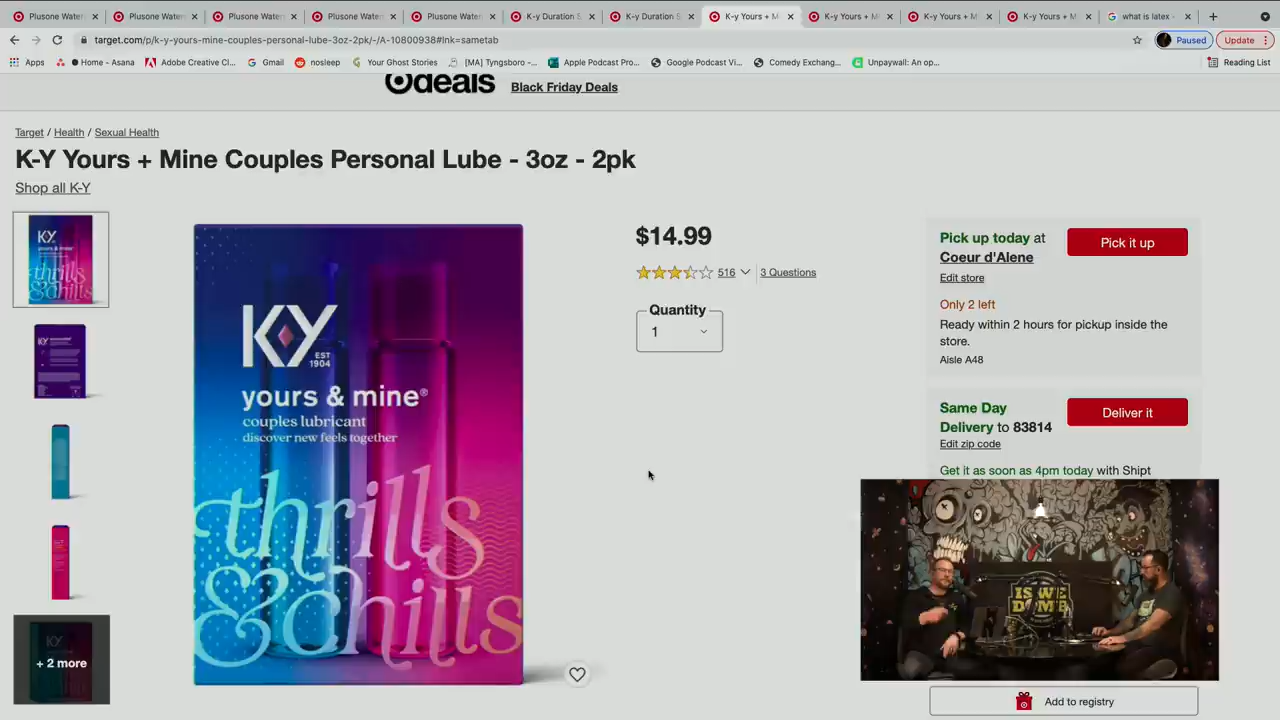 Plusone Water
Plusone Water
Plusone Water
Plusone Water
Plusone Water
K-y Duration S
K-y Duration S
K-y Yours + M
K-y Yours + M
K-y Yours + M
K-y Yours + M
what is latex -
target.com/p/k-y-yours-mine-couples-personal-lube-3oz-2pk/-/A-10800938#lnk=sametab
Paused
Update
Apps
Home - Asana
Adobe Creative Cl...
Gmail
nosleep
Your Ghost Stories
[MA] Tyngsboro -...
Apple Podcast Pro...
Google Podcast Vi...
Comedy Exchang...
Unpaywall: An op...
Reading List
deals
Black Friday Deals
Target / Health / Sexual Health
K-Y Yours + Mine Couples Personal Lube - 3oz - 2pk
Shop all K-Y
KY
yours & mine
thrills
& chills
+ 2 more
KY
EST
1904
yours & mine®
couples lubricant
discover new feels together
thrills
& chills
$14.99
516
3 Questions
Quantity
1
Pick up today at
Coeur d'Alene
Pick it up
Edit store
Only 2 left
Ready within 2 hours for pickup inside the
store.
Aisle A48
Same Day
Delivery to 83814
Deliver it
Edit zip code
Get it as soon as 4pm today with Shipt
IS WE
DUMB
Add to registry